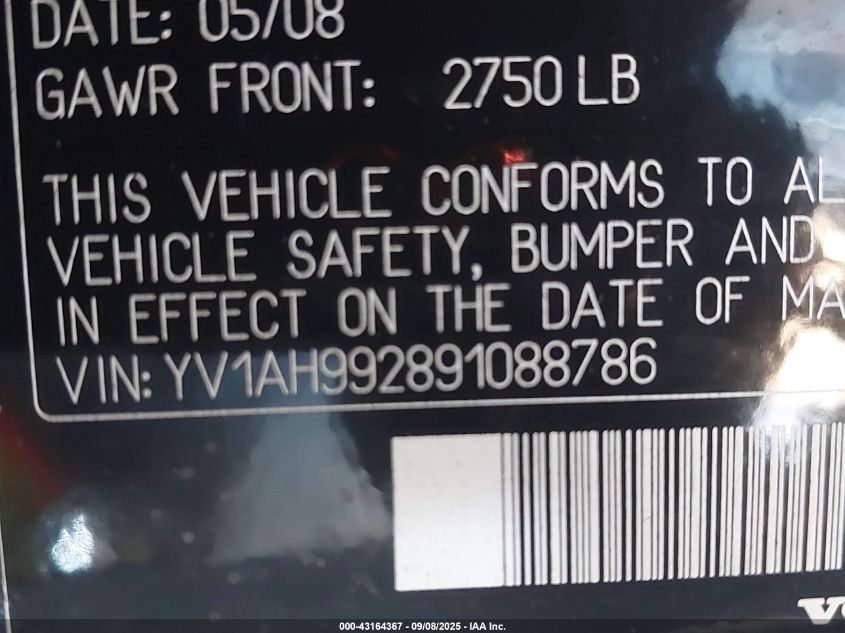 DATE: 05/08
GAWR FRONT: 2750 LB
THIS VEHICLE CONFORMS TO AL
VEHICLE SAFETY, BUMPER AND
IN EFFECT ON THE DATE OF MA
VIN: YV1AH992891088786
000-43164367 - 09/08/2025 - IAA Inc.